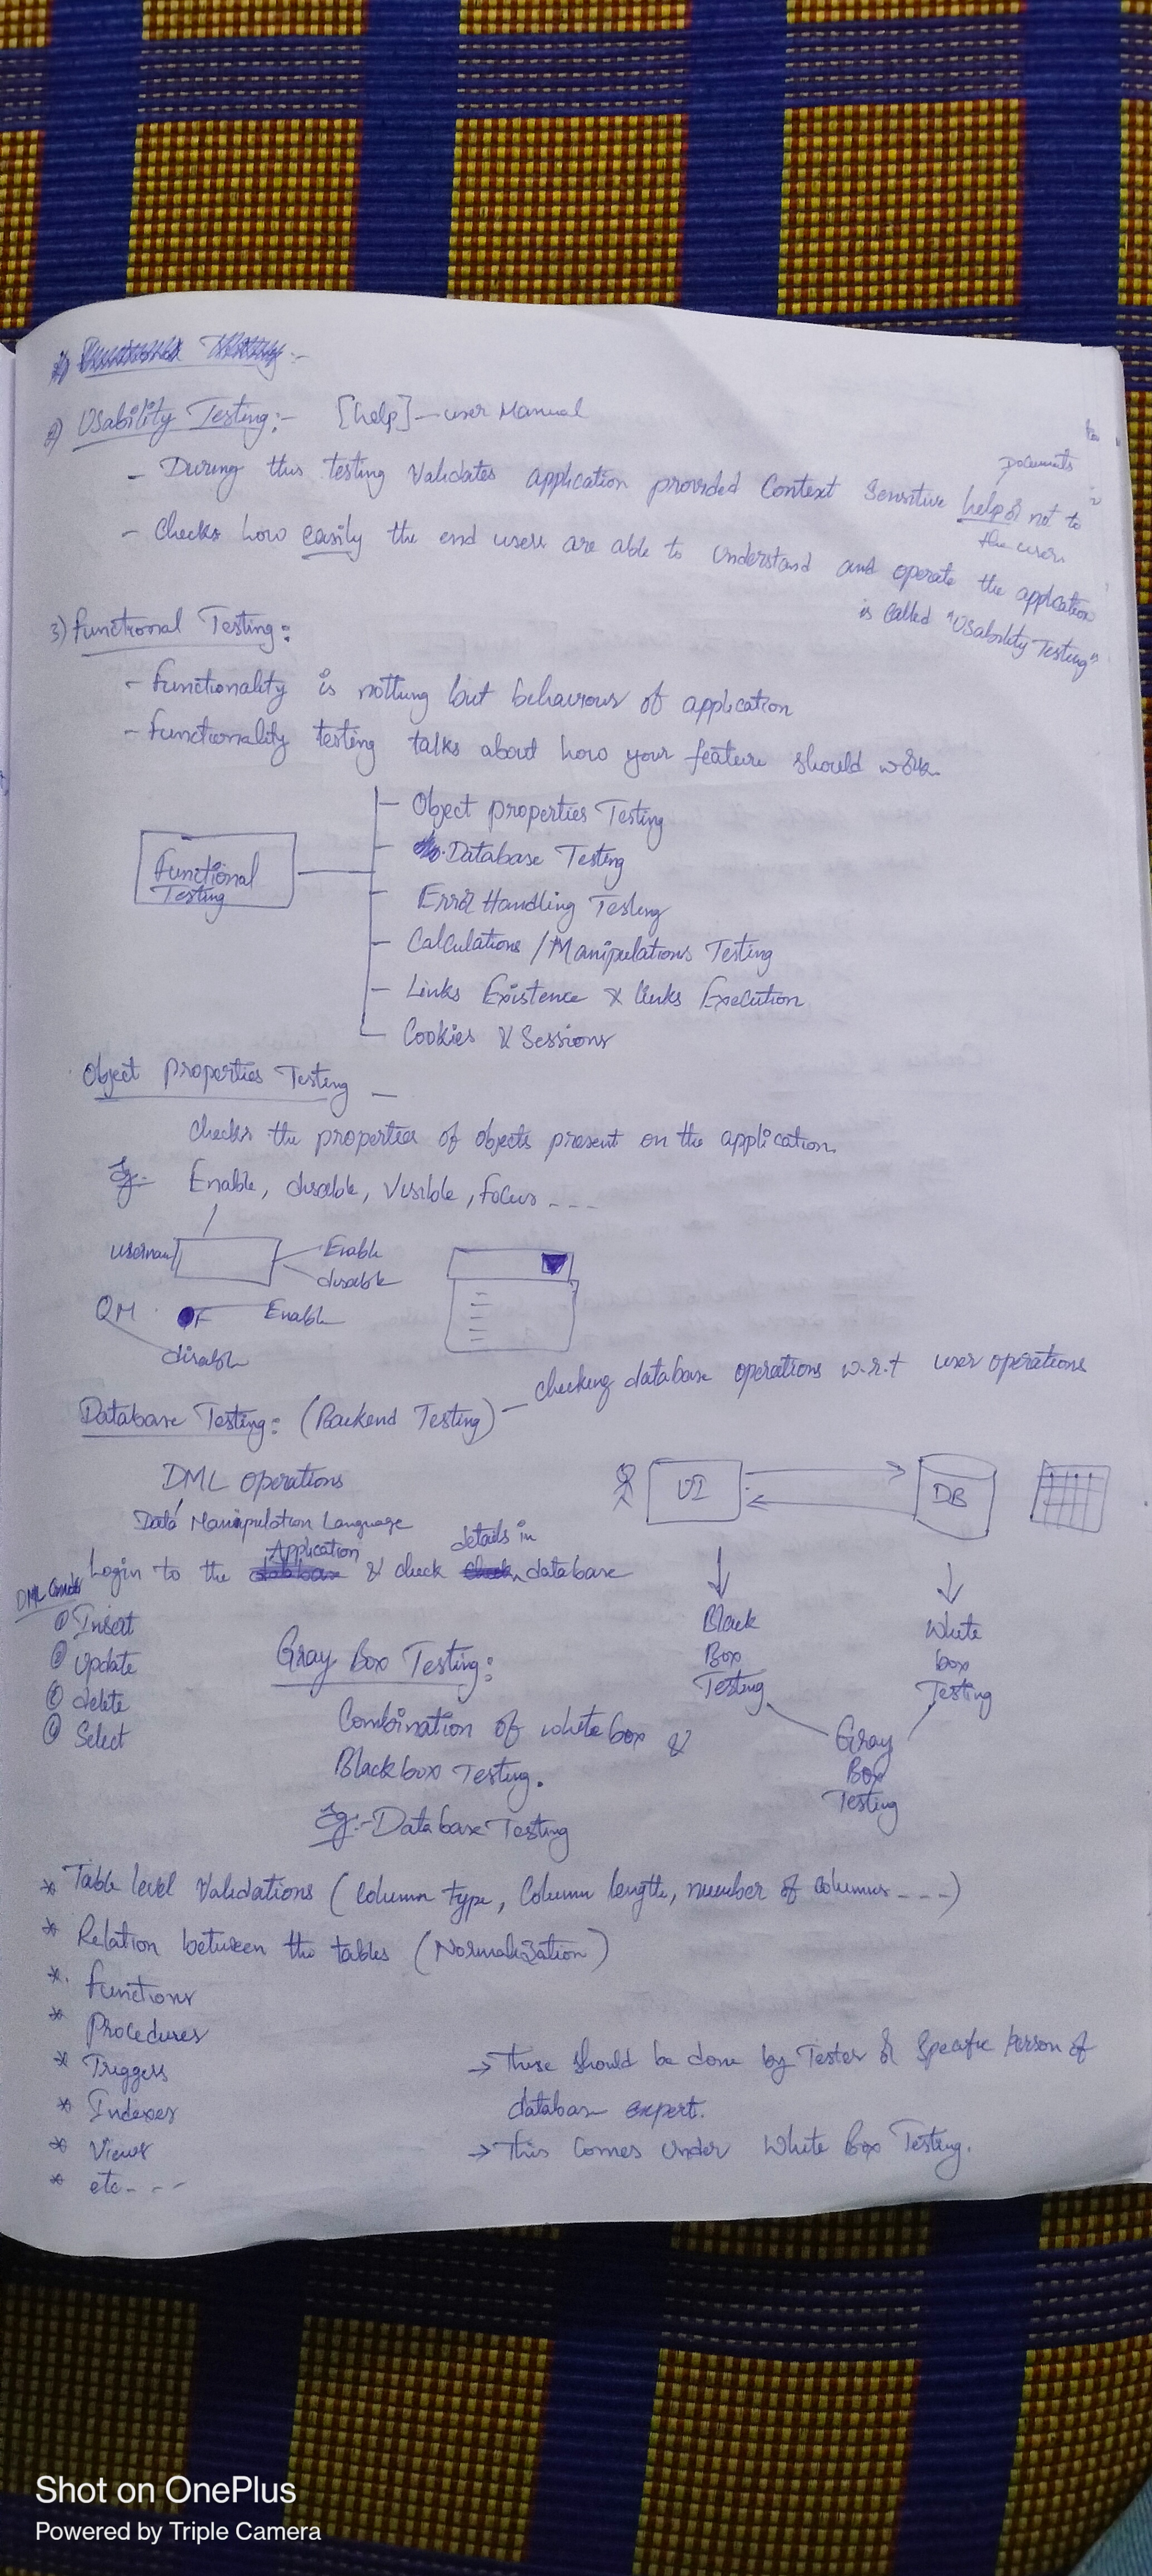 2) Usability Testing:- [help] — user Manual
- During this testing validates application provided Context Sensitive help or not to
Documents
the user.
- Checks how easily the end users are able to understand and operate the application
is called "Usability Testing"
3) Functional Testing:
- Functionality is nothing but behaviour of application
- Functionality testing talks about how your feature should work.
Functional
Testing
Object properties Testing
Database Testing
Error Handling Testing
Calculations / Manipulations Testing
Links Existence & links Execution
Cookies & Sessions
Object Properties Testing —
Checks the properties of objects present on the application.
Eg:- Enable, disable, Visible, Focus ---
username
Enable
disable
OM
OF
Enable
disable
Database Testing: (Backend Testing) — checking database operations w.r.t user operations
DML operations
Data Manipulation Language
UI
DB
Login to the Application & check details in database
DML
① Insert
② update
③ delete
④ Select
Black
Box
Testing
White
box
Testing
Gray
Box
Testing
Gray Box Testing:
Combination of white box &
Blackbox Testing.
Eg:- Database Testing
* Table level Validations (Column type, Column length, number of columns ---)
* Relation between the tables (Normalization)
* Functions
* Procedures
* Triggers
* Indexes
* Views
* etc---
→ These should be done by Tester or Specific person of
database expert.
→ This Comes under White Box Testing.
Shot on OnePlus
Powered by Triple Camera